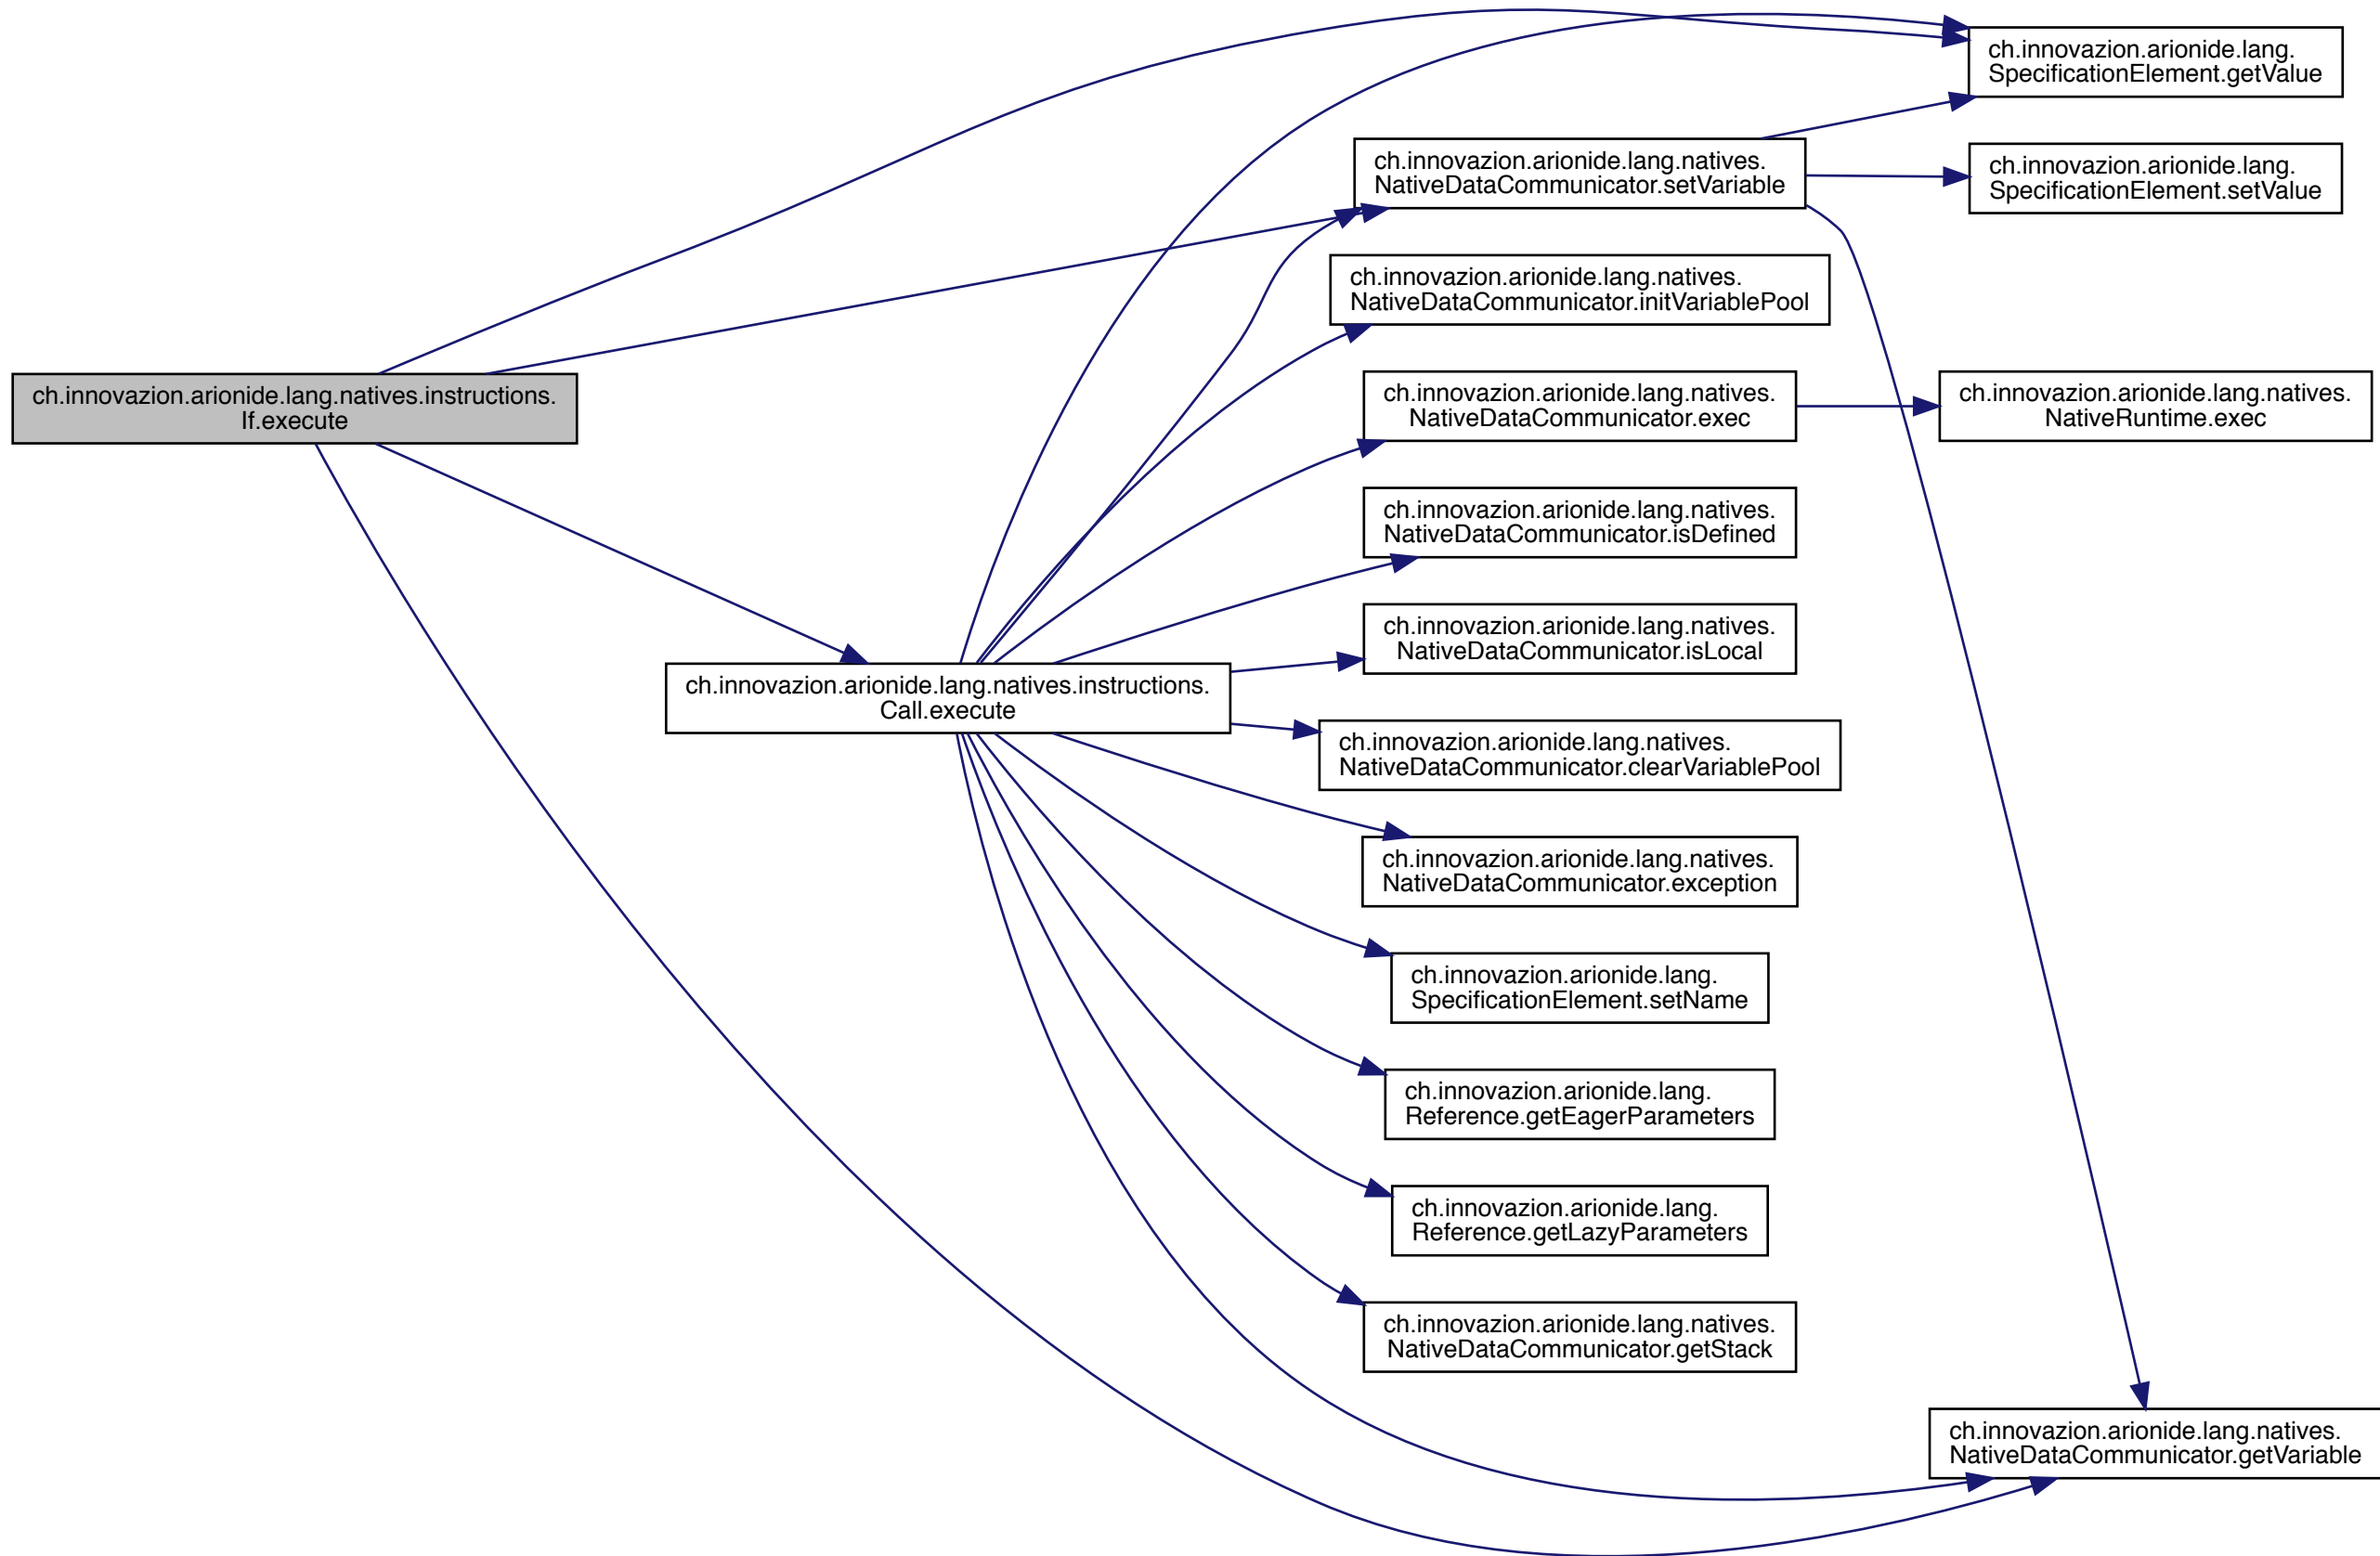 ch.innovazion.arionide.lang.
SpecificationElement.getValue
ch.innovazion.arionide.lang.natives.
NativeDataCommunicator.setVariable
ch.innovazion.arionide.lang.
SpecificationElement.setValue
ch.innovazion.arionide.lang.natives.
NativeDataCommunicator.initVariablePool
ch.innovazion.arionide.lang.natives.instructions.
If.execute
ch.innovazion.arionide.lang.natives.
NativeDataCommunicator.exec
ch.innovazion.arionide.lang.natives.
NativeRuntime.exec
ch.innovazion.arionide.lang.natives.
NativeDataCommunicator.isDefined
ch.innovazion.arionide.lang.natives.
NativeDataCommunicator.isLocal
ch.innovazion.arionide.lang.natives.instructions.
Call.execute
ch.innovazion.arionide.lang.natives.
NativeDataCommunicator.clearVariablePool
ch.innovazion.arionide.lang.natives.
NativeDataCommunicator.exception
ch.innovazion.arionide.lang.
SpecificationElement.setName
ch.innovazion.arionide.lang.
Reference.getEagerParameters
ch.innovazion.arionide.lang.
Reference.getLazyParameters
ch.innovazion.arionide.lang.natives.
NativeDataCommunicator.getStack
ch.innovazion.arionide.lang.natives.
NativeDataCommunicator.getVariable